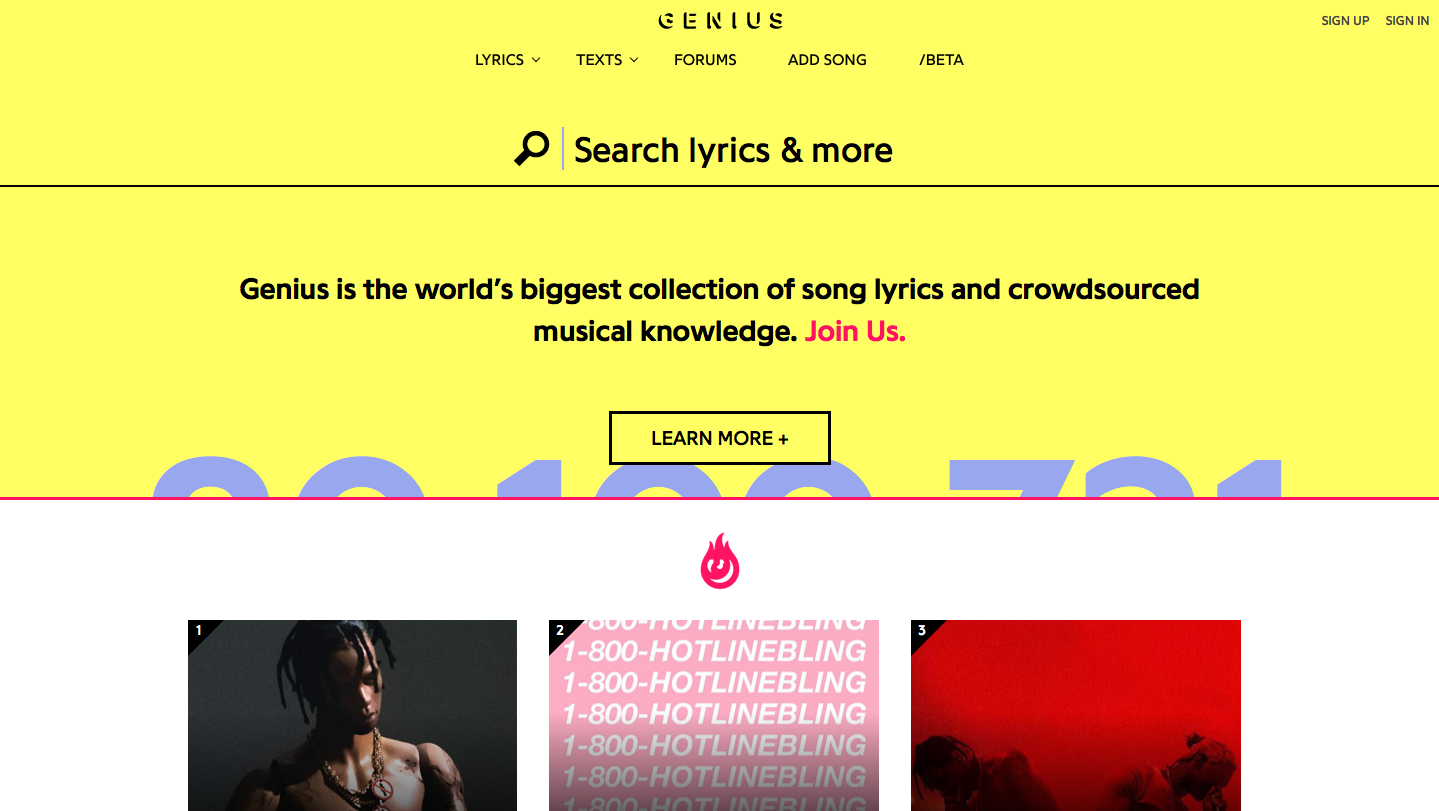 GENIUS
SIGN UP SIGN IN
LYRICS TEXTS FORUMS ADD SONG /BETA
Search lyrics & more
Genius is the world’s biggest collection of song lyrics and crowdsourced
musical knowledge. Join Us.
LEARN MORE +
1
2
3
1-800-HOTLINEBLING
1-800-HOTLINEBLING
1-800-HOTLINEBLING
1-800-HOTLINEBLING
1-800-HOTLINEBLING
1-800-HOTLINEBLING
1-800-HOTLINEBLING